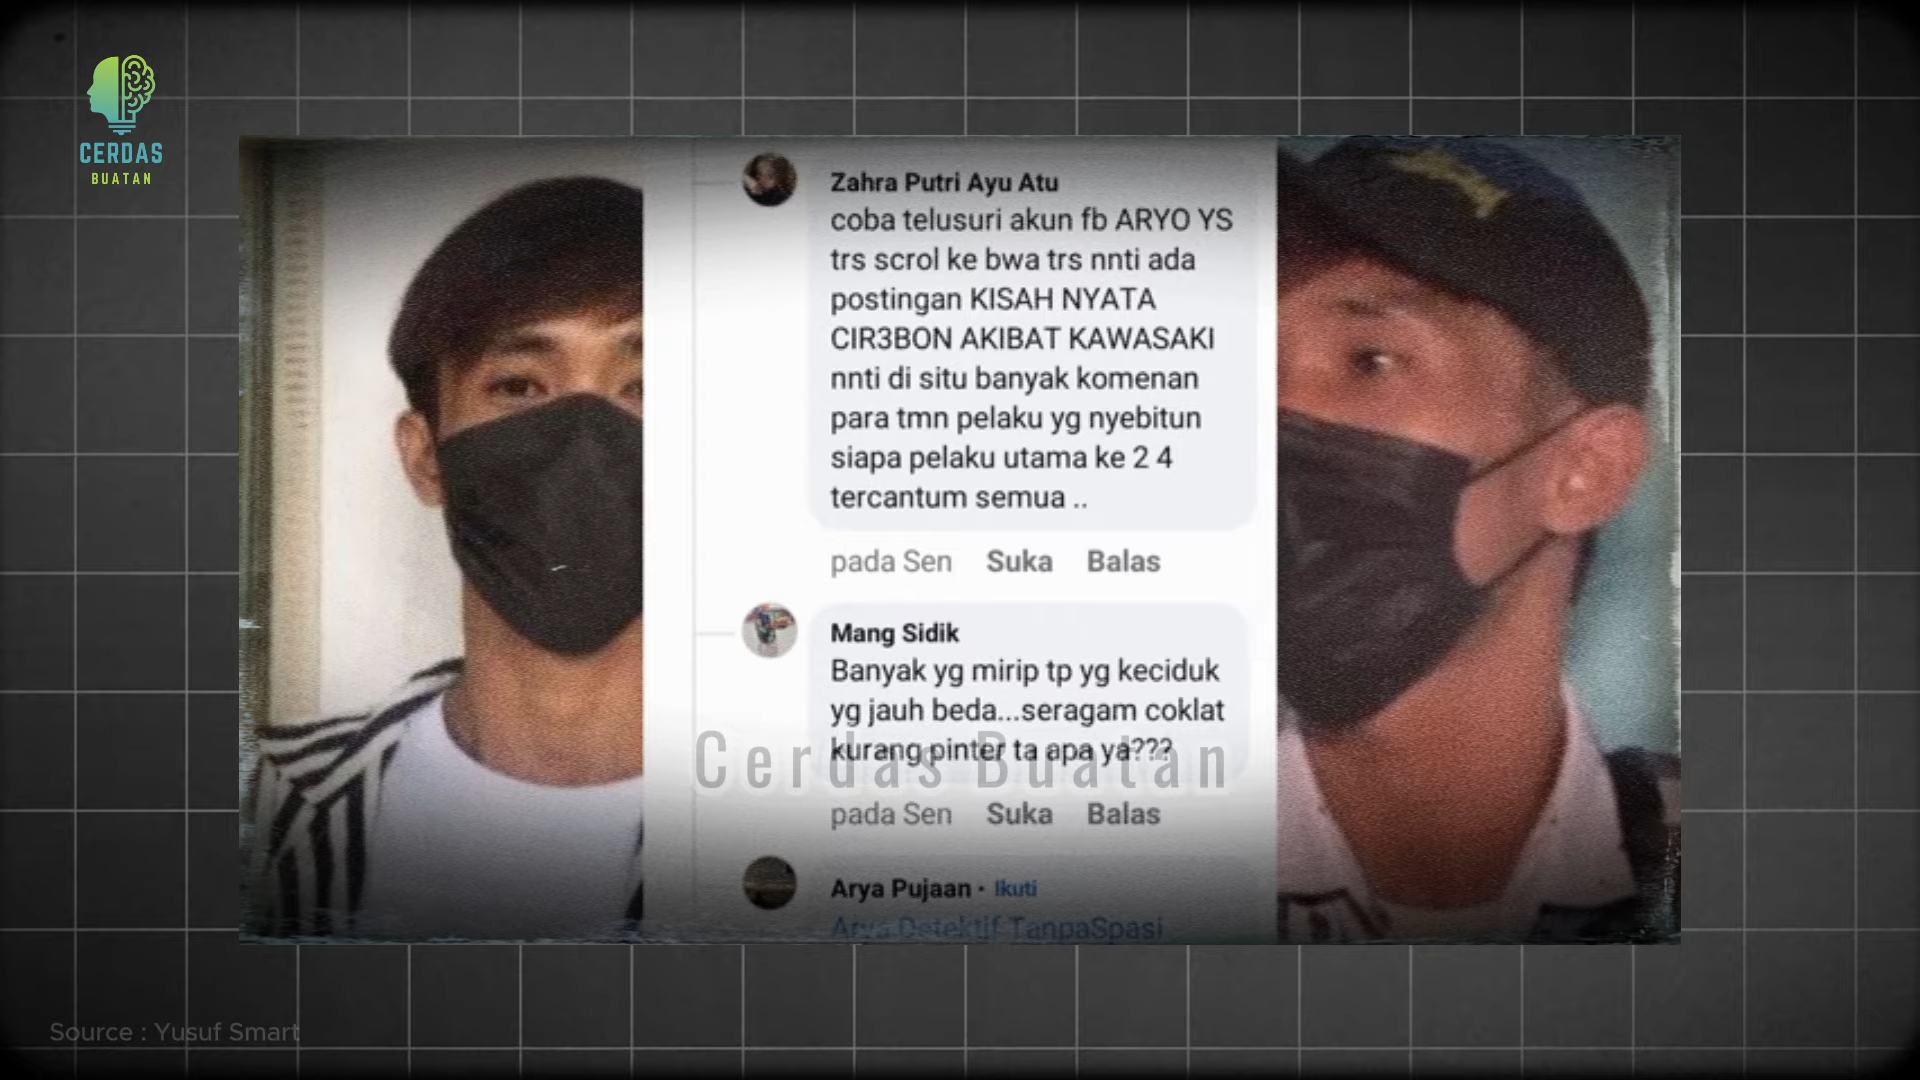 CERDAS
BUATAN
Zahra Putri Ayu Atu
coba telusuri akun fb ARYO YS
trs scrol ke bwa trs nnti ada
postingan KISAH NYATA
CIR3BON AKIBAT KAWASAKI
nnti di situ banyak komenan
para tmn pelaku yg nyebitun
siapa pelaku utama ke 2 4
tercantum semua ..
pada Sen Suka Balas
Mang Sidik
Banyak yg mirip tp yg keciduk
yg jauh beda...seragam coklat
kurang pinter ta apa ya???
Cerdas Buatan
pada Sen Suka Balas
Arya Pujaan · Ikuti
Arya Detektif TanpaSpasi
Source : Yusuf Smart